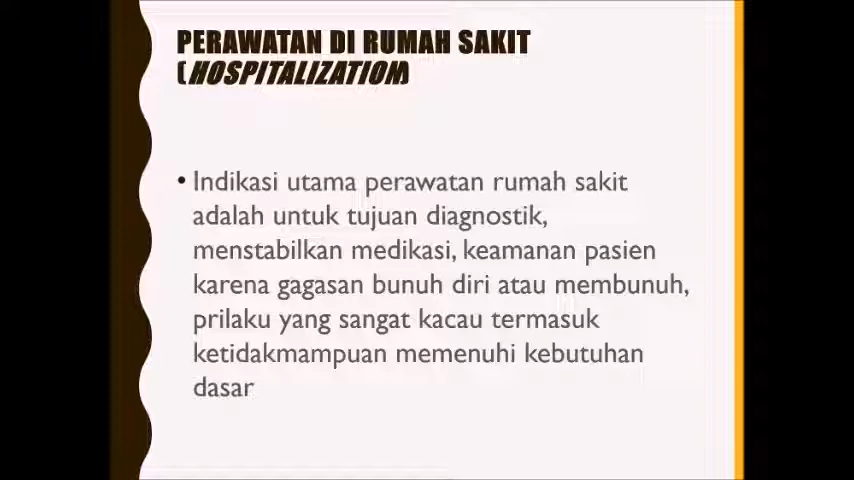 PERAWATAN DI RUMAH SAKIT
(HOSPITALIZATION)
• Indikasi utama perawatan rumah sakit
adalah untuk tujuan diagnostik,
menstabilkan medikasi, keamanan pasien
karena gagasan bunuh diri atau membunuh,
prilaku yang sangat kacau termasuk
ketidakmampuan memenuhi kebutuhan
dasar